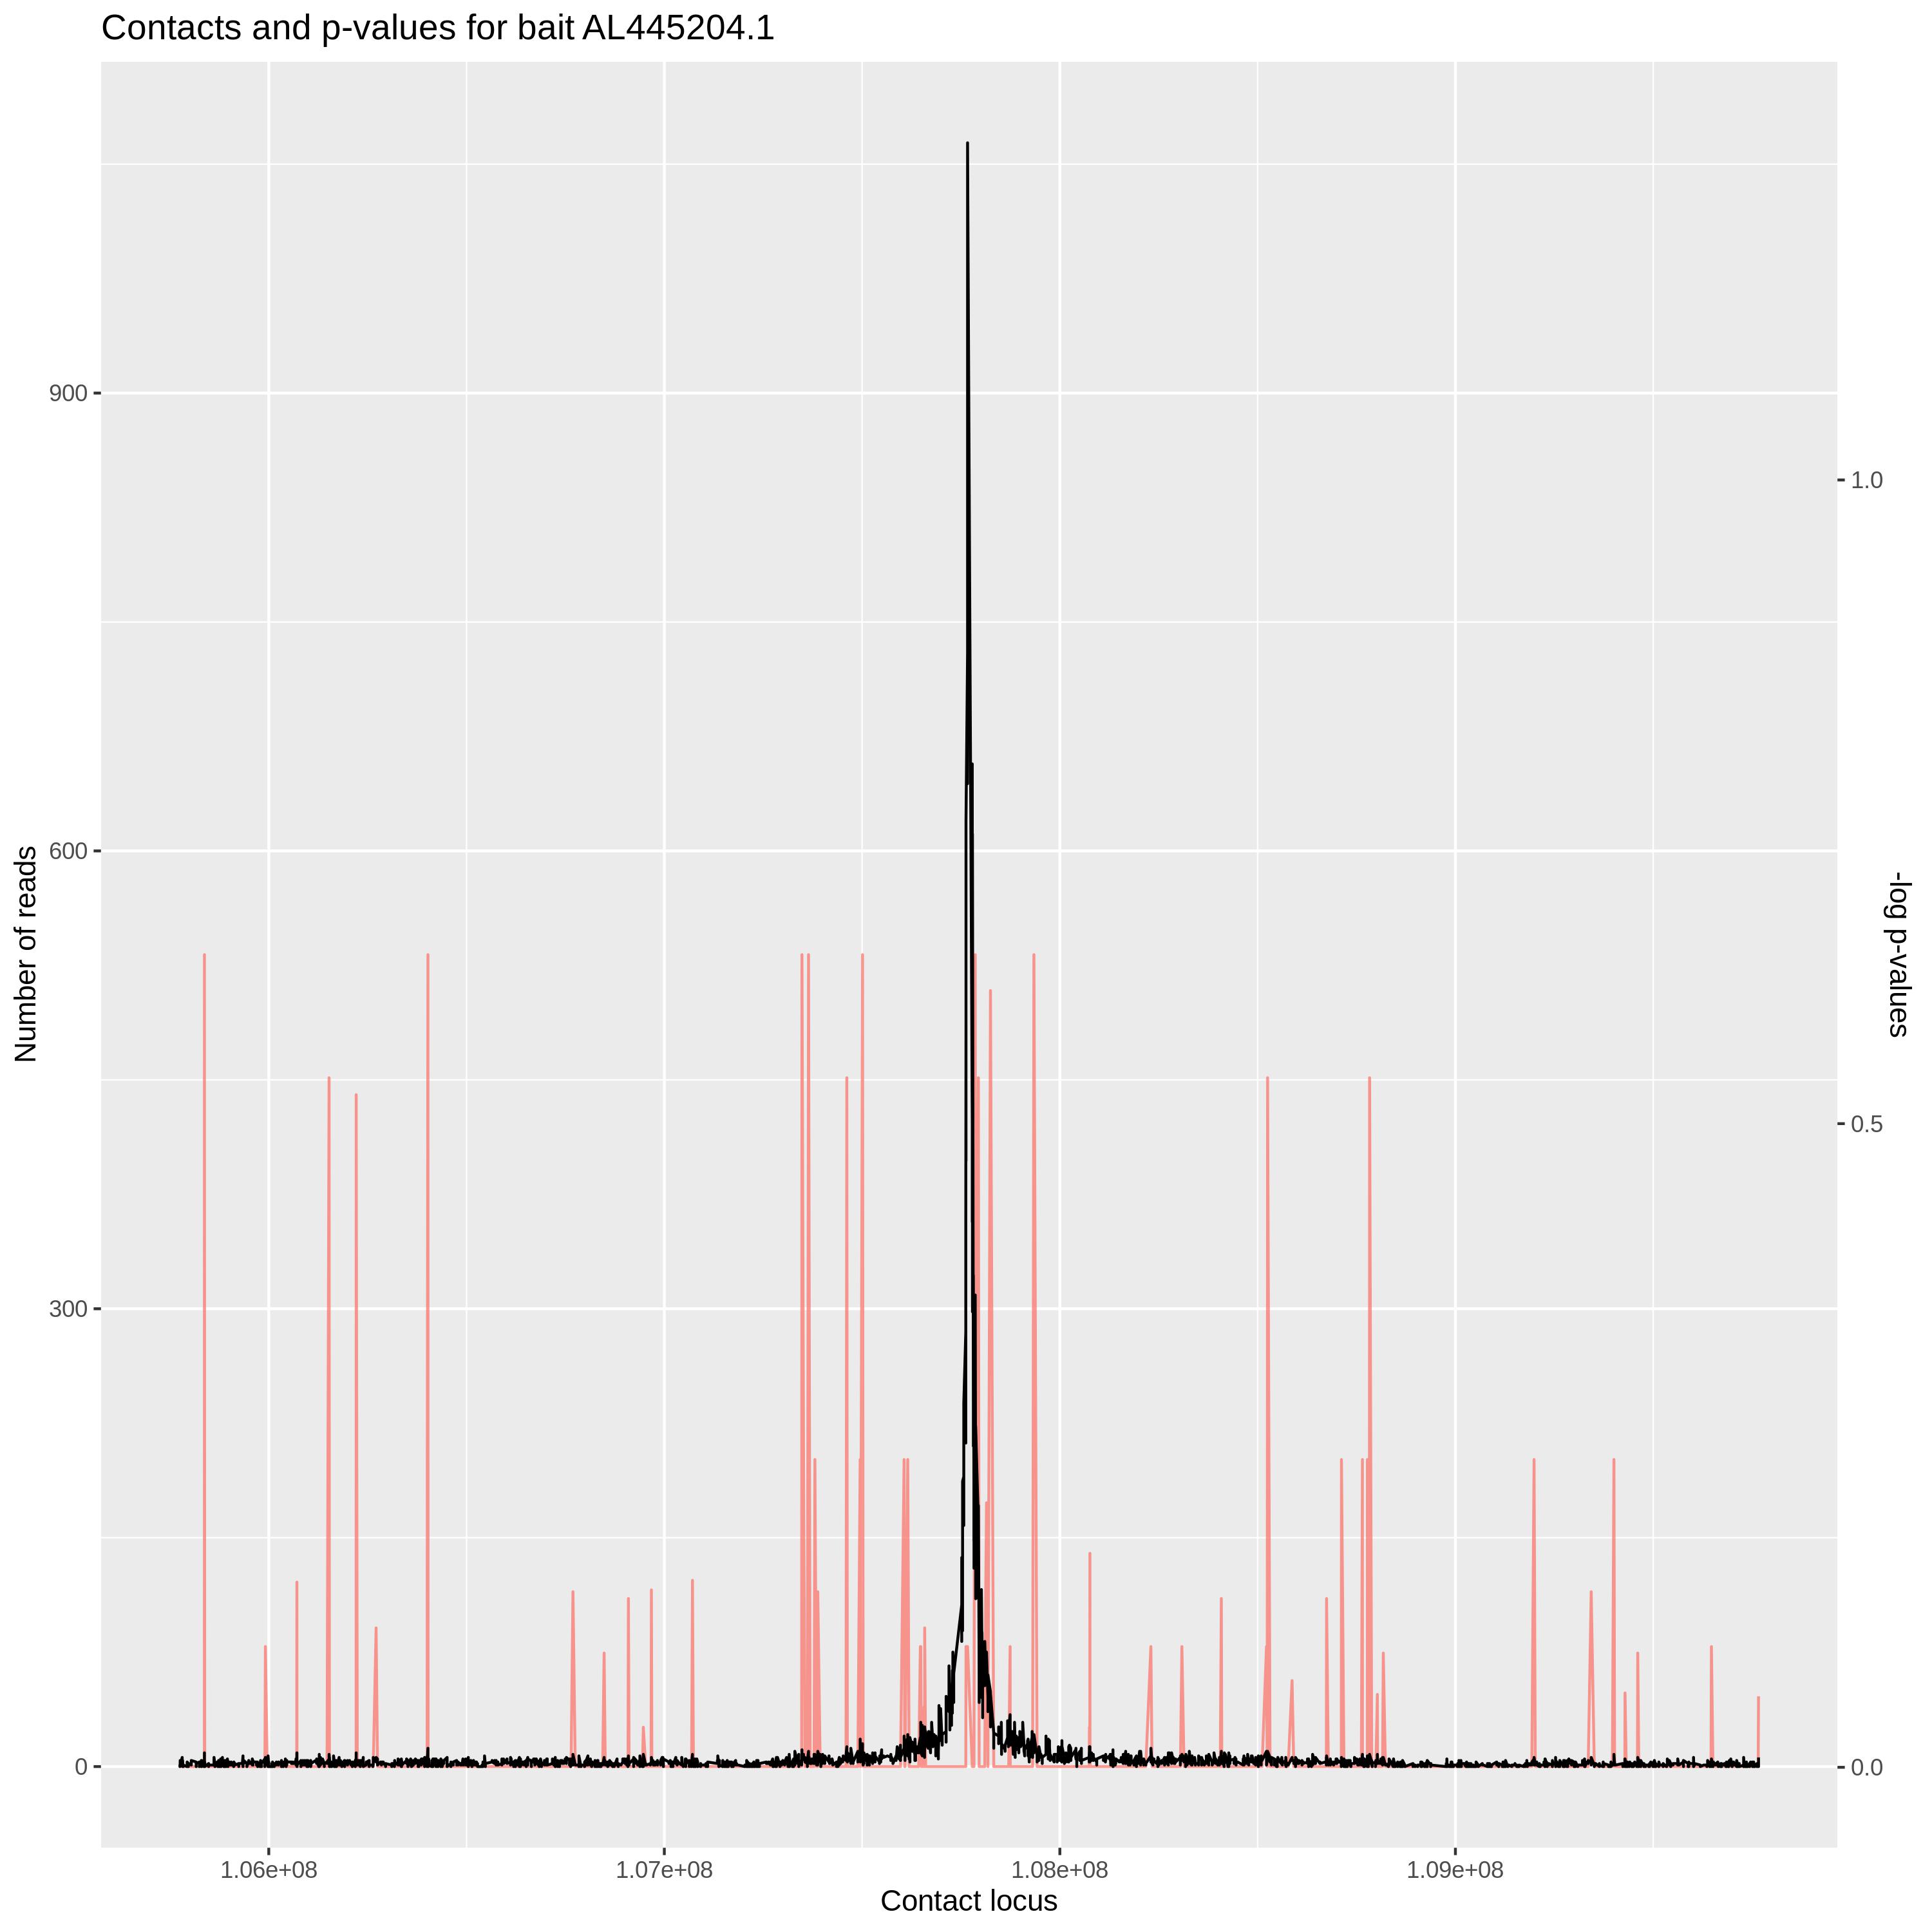 Contacts and p-values for bait AL445204.1
900
600
300
0
Number of reads
1.0
0.5
0.0
-log p-values
1.06e+08
1.07e+08
1.08e+08
1.09e+08
Contact locus